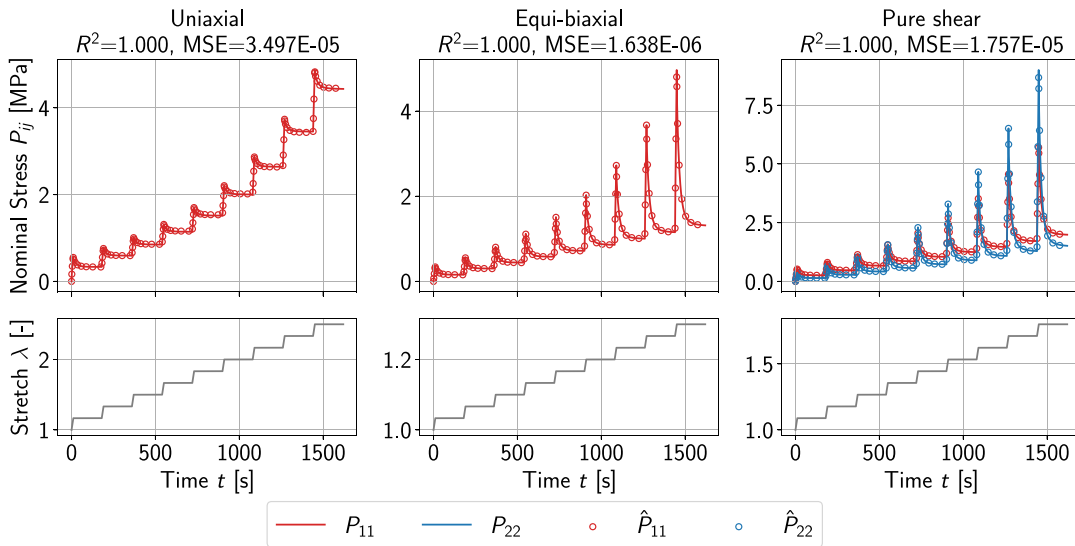 Uniaxial
R²=1.000, MSE=3.497E-05
Equi-biaxial
R²=1.000, MSE=1.638E-06
Pure shear
R²=1.000, MSE=1.757E-05
Nominal Stress P_ij [MPa]
4
2
0
4
2
0
7.5
5.0
2.5
0.0
Stretch λ [-]
2
1
1.2
1.0
1.5
1.0
0 500 1000 1500
0 500 1000 1500
0 500 1000 1500
Time t [s]
Time t [s]
Time t [s]
P₁₁ P₂₂ P̂₁₁ P̂₂₂